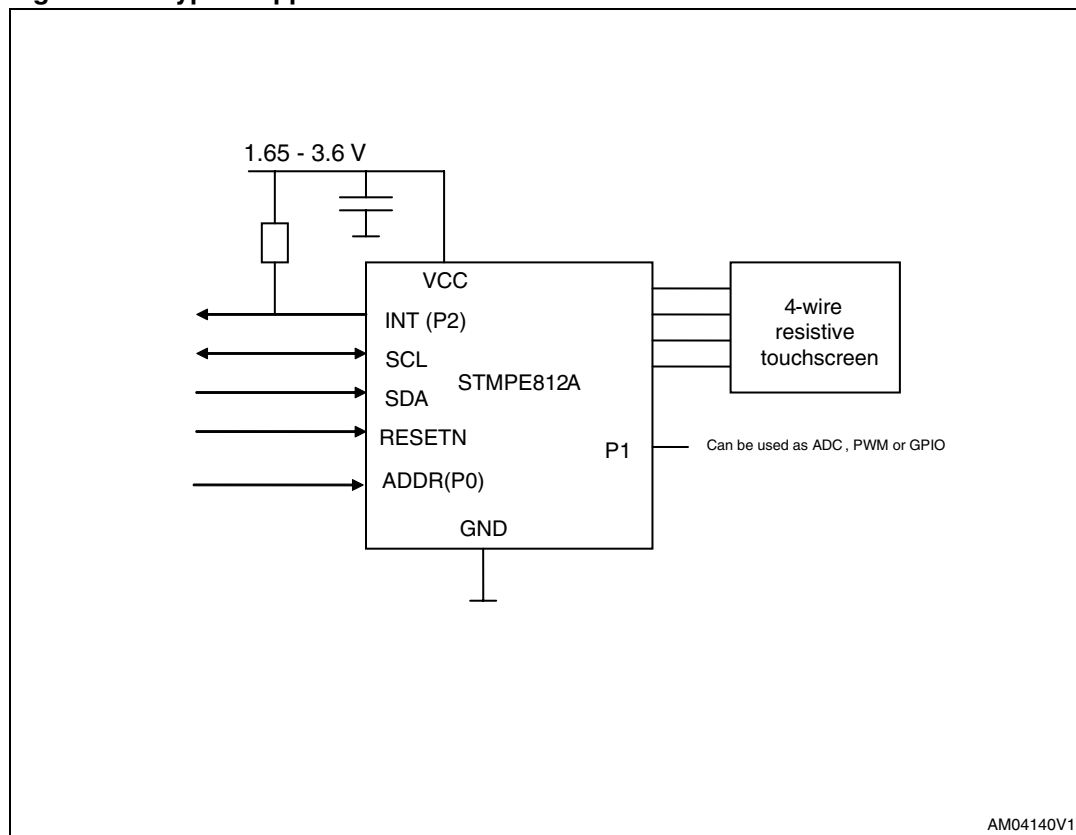 1.65 - 3.6 V
VCC
INT (P2)
SCL
STMPE812A
SDA
RESETN
ADDR(P0)
GND
P1
4-wire
resistive
touchscreen
Can be used as ADC , PWM or GPIO
AM04140V1